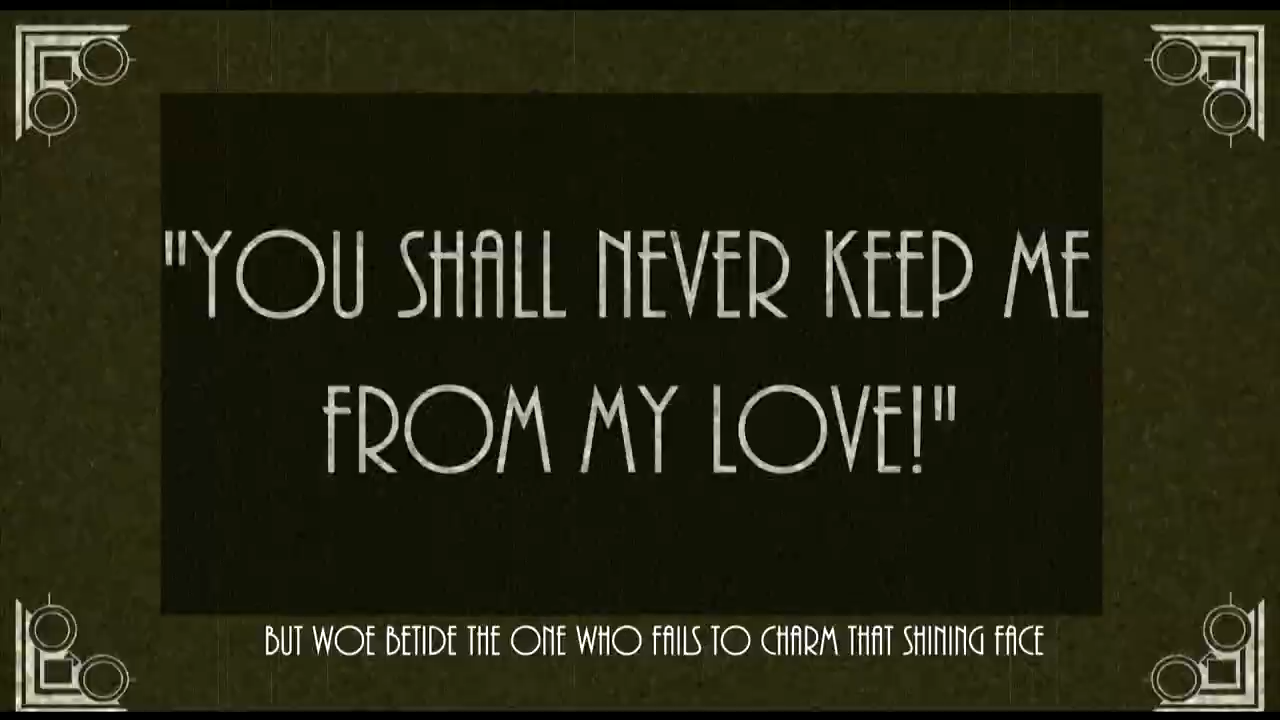 "YOU SHALL NEVER KEEP ME
FROM MY LOVE!"
BUT WOE BETIDE THE ONE WHO FAILS TO CHARM THAT SHINING FACE